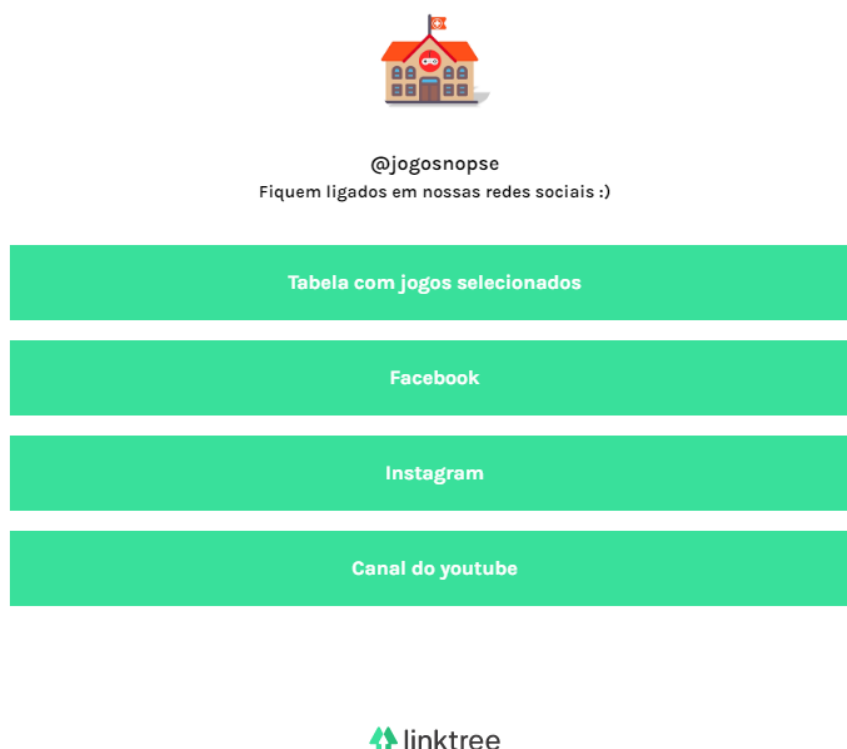 @jogosnopse
Fiquem ligados em nossas redes sociais :)
Tabela com jogos selecionados
Facebook
Instagram
Canal do youtube
linktree